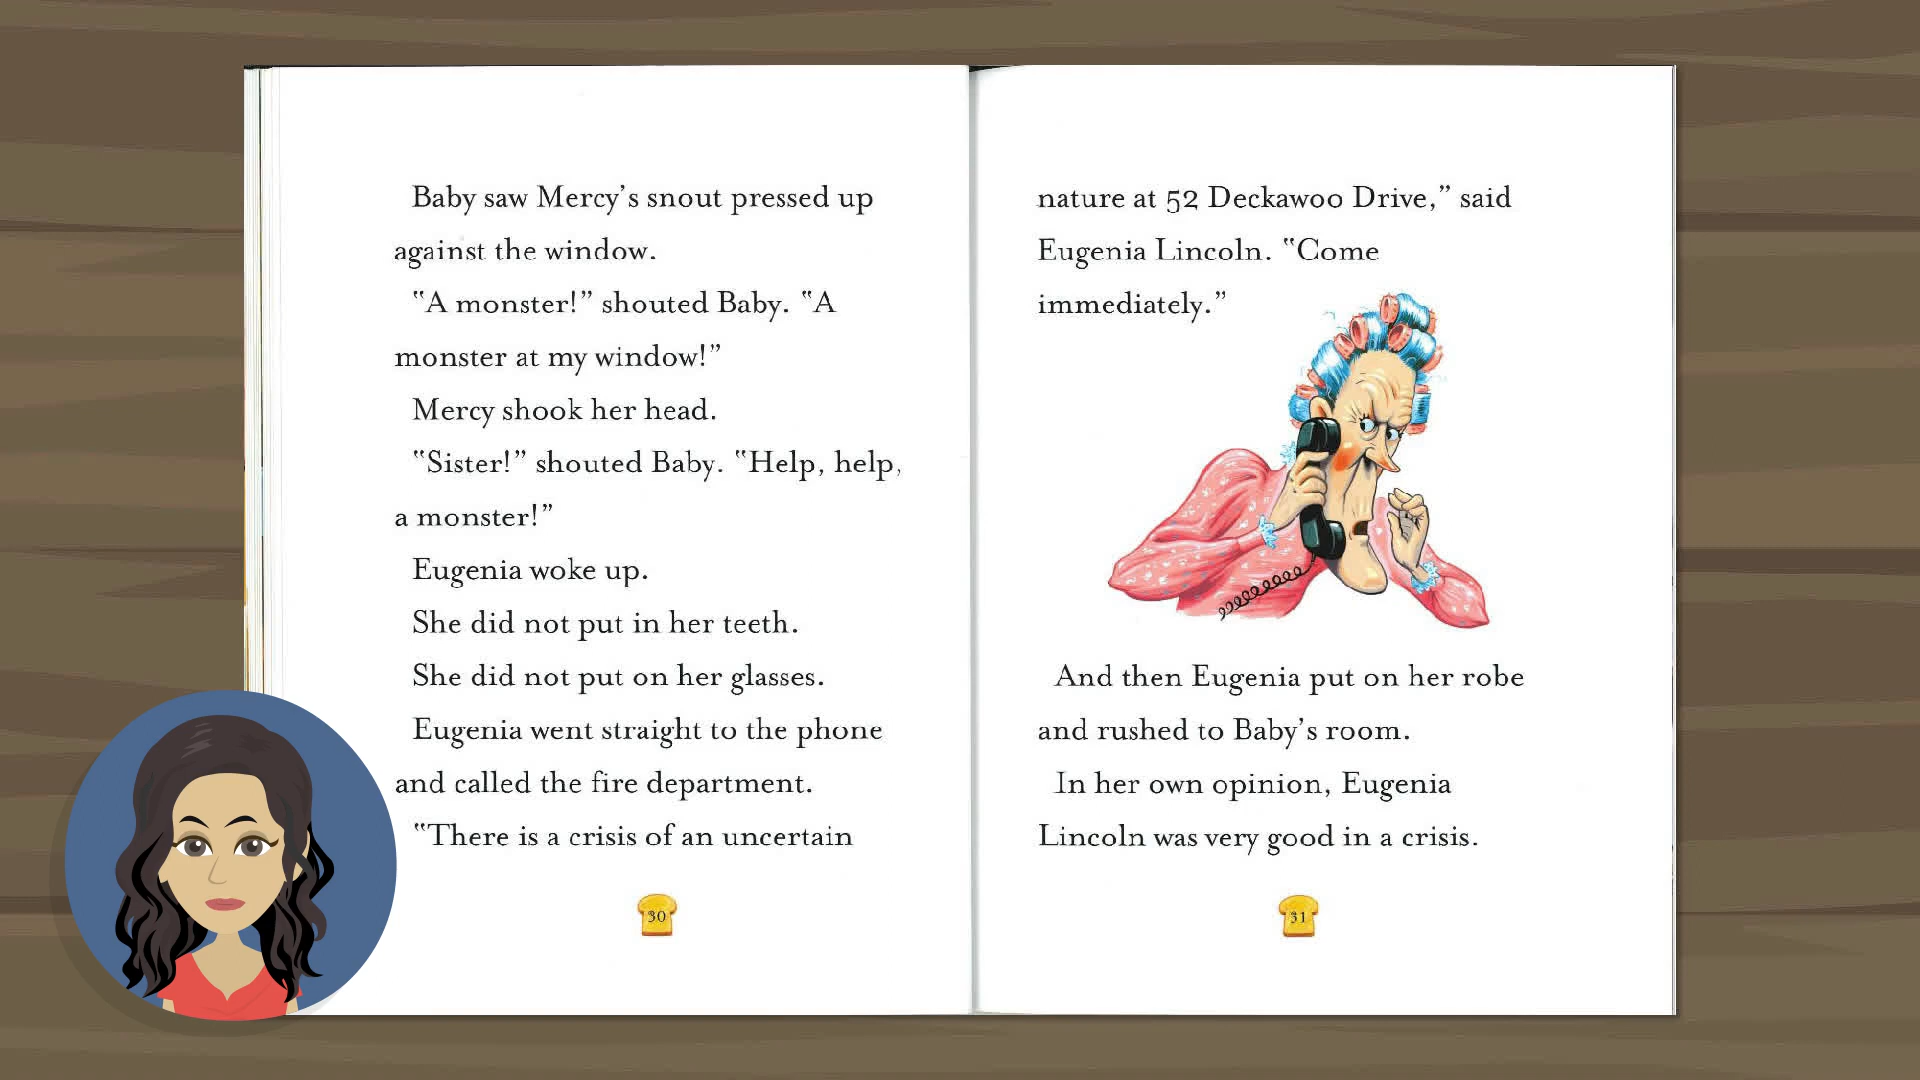 Baby saw Mercy’s snout pressed up
against the window.
“A monster!” shouted Baby. “A
monster at my window!”
Mercy shook her head.
“Sister!” shouted Baby. “Help, help,
a monster!”
Eugenia woke up.
She did not put in her teeth.
She did not put on her glasses.
Eugenia went straight to the phone
and called the fire department.
“There is a crisis of an uncertain
30
nature at 52 Deckawoo Drive,” said
Eugenia Lincoln. “Come
immediately.”
And then Eugenia put on her robe
and rushed to Baby’s room.
In her own opinion, Eugenia
Lincoln was very good in a crisis.
31